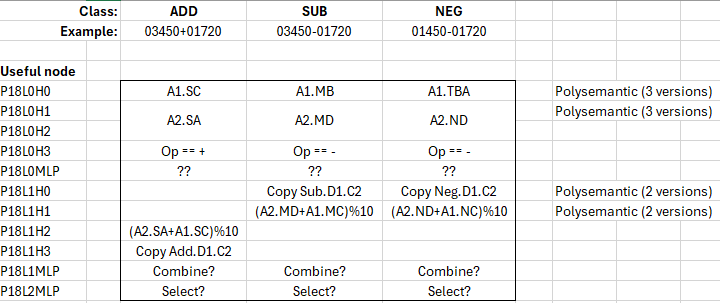 Class: ADD SUB NEG
Example: 03450+01720 03450-01720 01450-01720
Useful node
P18L0H0 A1.SC A1.MB A1.TBA Polysemantic (3 versions)
P18L0H1 Polysemantic (3 versions)
A2.SA A2.MD A2.ND
P18L0H2
P18L0H3 Op == + Op == - Op == -
P18L0MLP ?? ?? ??
P18L1H0 Copy Sub.D1.C2 Copy Neg.D1.C2 Polysemantic (2 versions)
P18L1H1 (A2.MD+A1.MC)%10 (A2.ND+A1.NC)%10 Polysemantic (2 versions)
P18L1H2 (A2.SA+A1.SC)%10
P18L1H3 Copy Add.D1.C2
P18L1MLP Combine? Combine? Combine?
P18L2MLP Select? Select? Select?